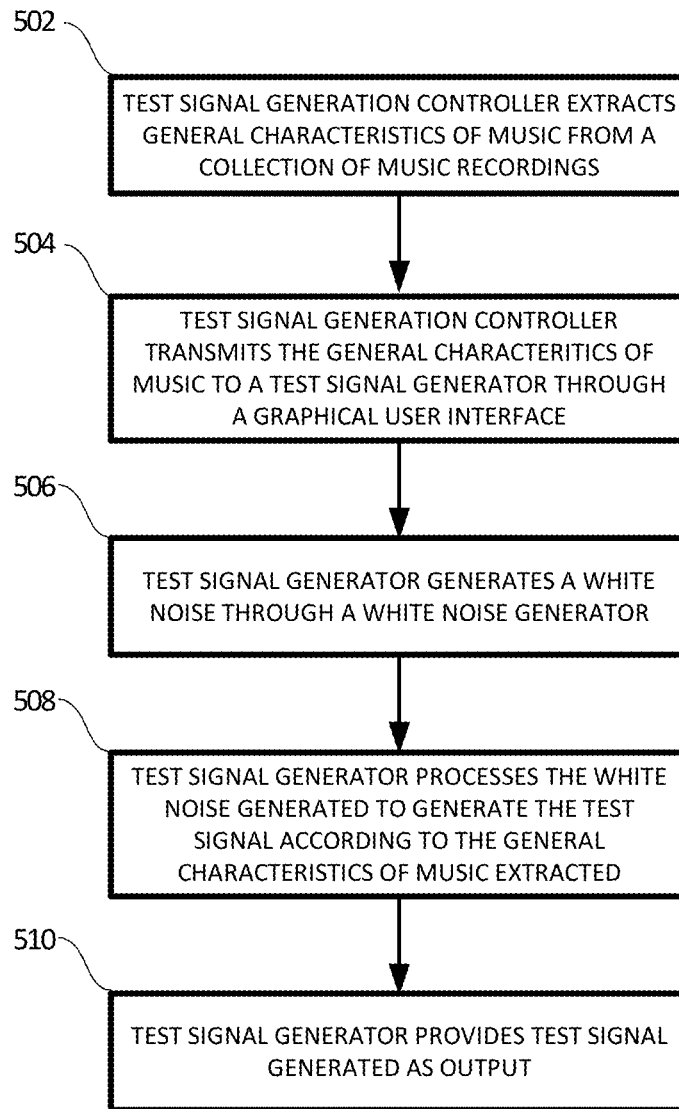 502
TEST SIGNAL GENERATION CONTROLLER EXTRACTS
GENERAL CHARACTERISTICS OF MUSIC FROM A
COLLECTION OF MUSIC RECORDINGS
504
TEST SIGNAL GENERATION CONTROLLER
TRANSMITS THE GENERAL CHARACTERITICS OF
MUSIC TO A TEST SIGNAL GENERATOR THROUGH
A GRAPHICAL USER INTERFACE
506
TEST SIGNAL GENERATOR GENERATES A WHITE
NOISE THROUGH A WHITE NOISE GENERATOR
508
TEST SIGNAL GENERATOR PROCESSES THE WHITE
NOISE GENERATED TO GENERATE THE TEST
SIGNAL ACCORDING TO THE GENERAL
CHARACTERISTICS OF MUSIC EXTRACTED
510
TEST SIGNAL GENERATOR PROVIDES TEST SIGNAL
GENERATED AS OUTPUT